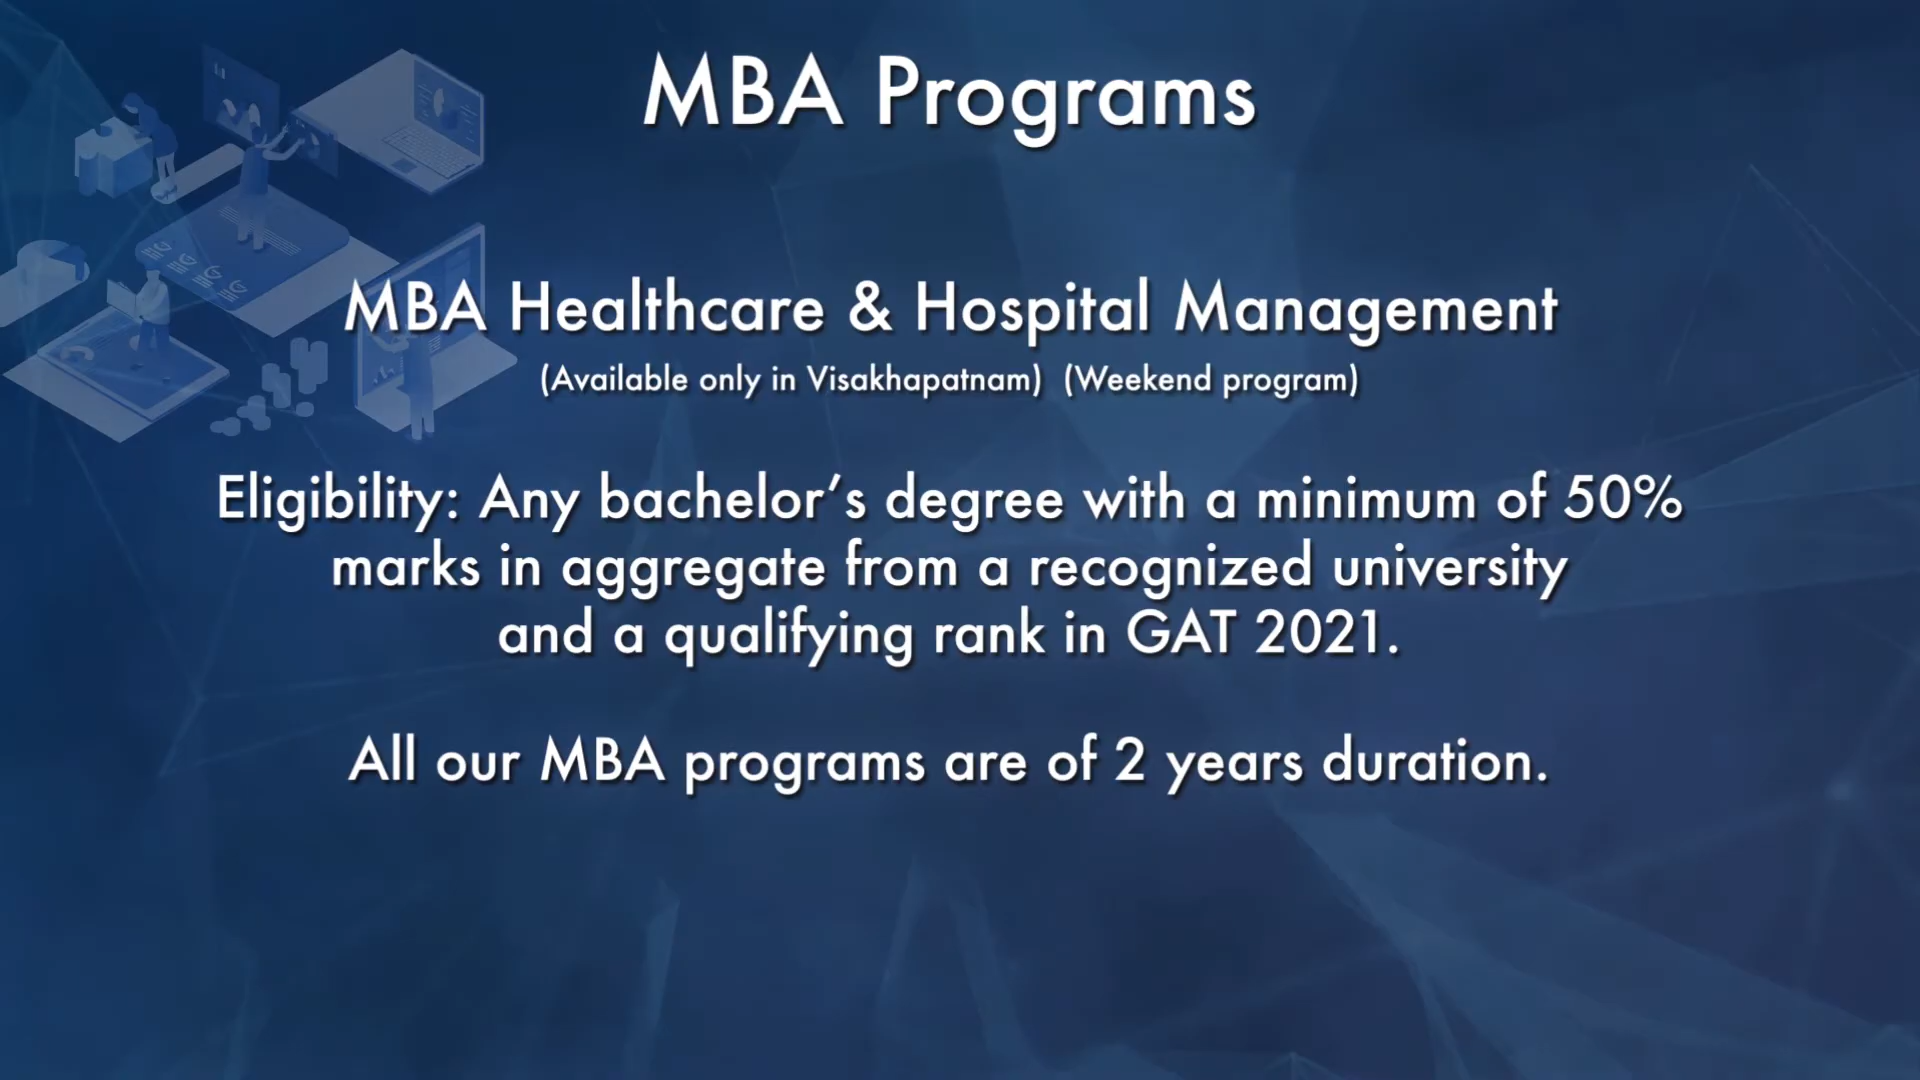 MBA Programs
MBA Healthcare & Hospital Management
(Available only in Visakhapatnam) (Weekend program)
Eligibility: Any bachelor’s degree with a minimum of 50%
marks in aggregate from a recognized university
and a qualifying rank in GAT 2021.
All our MBA programs are of 2 years duration.